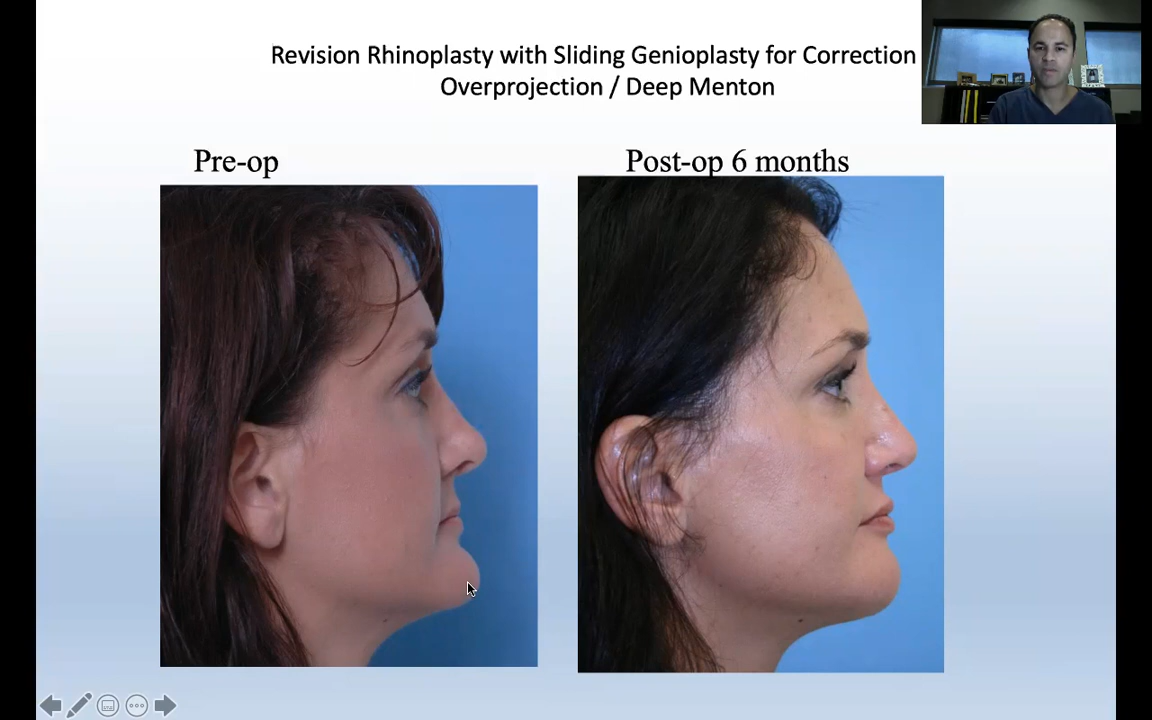 Revision Rhinoplasty with Sliding Genioplasty for Correction
Overprojection / Deep Menton
Pre-op
Post-op 6 months